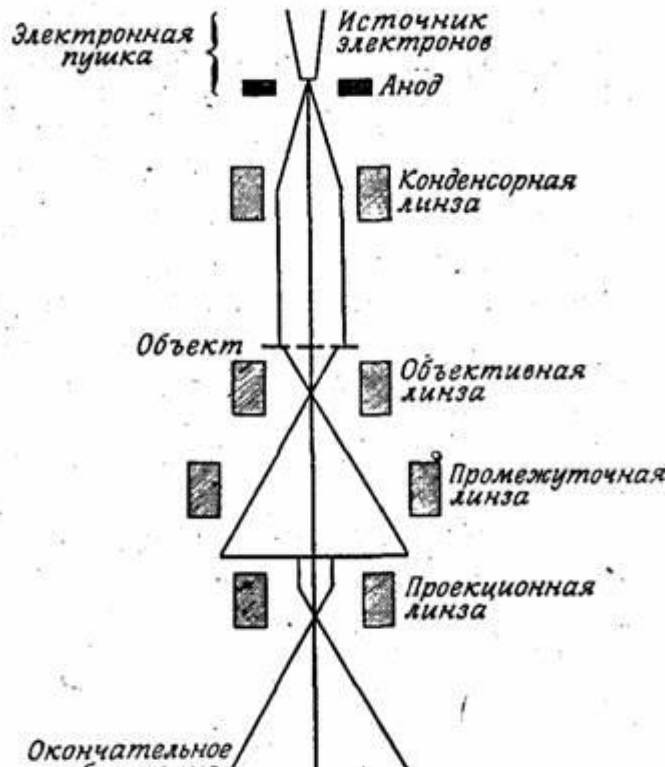 Электронная
пушка
Источник
электронов
Анод
Конденсорная
линза
Объект
Объективная
линза
Промежуточная
линза
Проекционная
линза
Окончательное